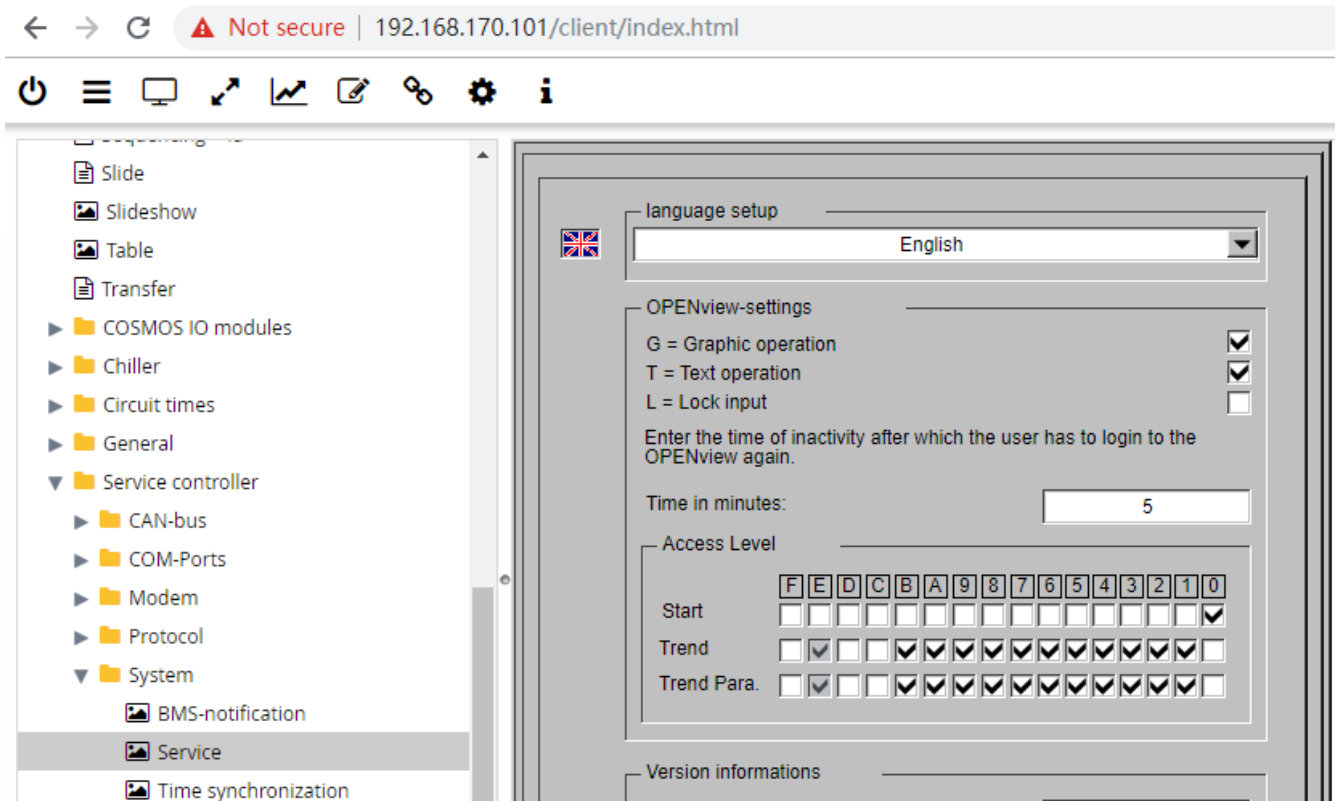 Not secure | 192.168.170.101/client/index.html
Slide
Slideshow
Table
Transfer
COSMOS IO modules
Chiller
Circuit times
General
Service controller
CAN-bus
COM-Ports
Modem
Protocol
System
BMS-notification
Service
Time synchronization
language setup
English
OPENview-settings
G = Graphic operation
T = Text operation
L = Lock input
Enter the time of inactivity after which the user has to login to the
OPENview again.
Time in minutes:
5
Access Level
F E D C B A 9 8 7 6 5 4 3 2 1 0
Start
Trend
Trend Para.
Version informations